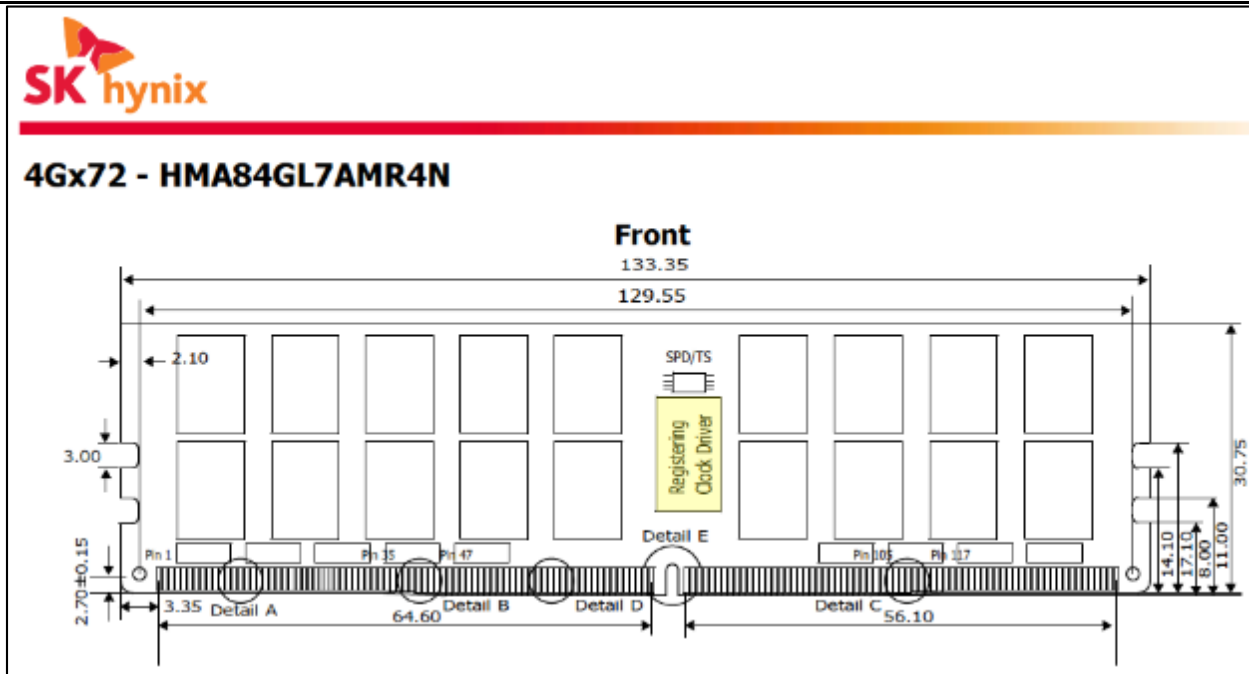 SK hynix
4Gx72 - HMA84GL7AMR4N
Front
133.35
129.55
2.10
SPD/TS
Registering
Clock Driver
3.00
30.75
Detail E
Pin 1
Pin 35
Pin 47
Pin 105
Pin 117
14.10
17.10
8.00
11.00
2.70±0.15
3.35
Detail A
Detail B
Detail D
Detail C
64.60
56.10